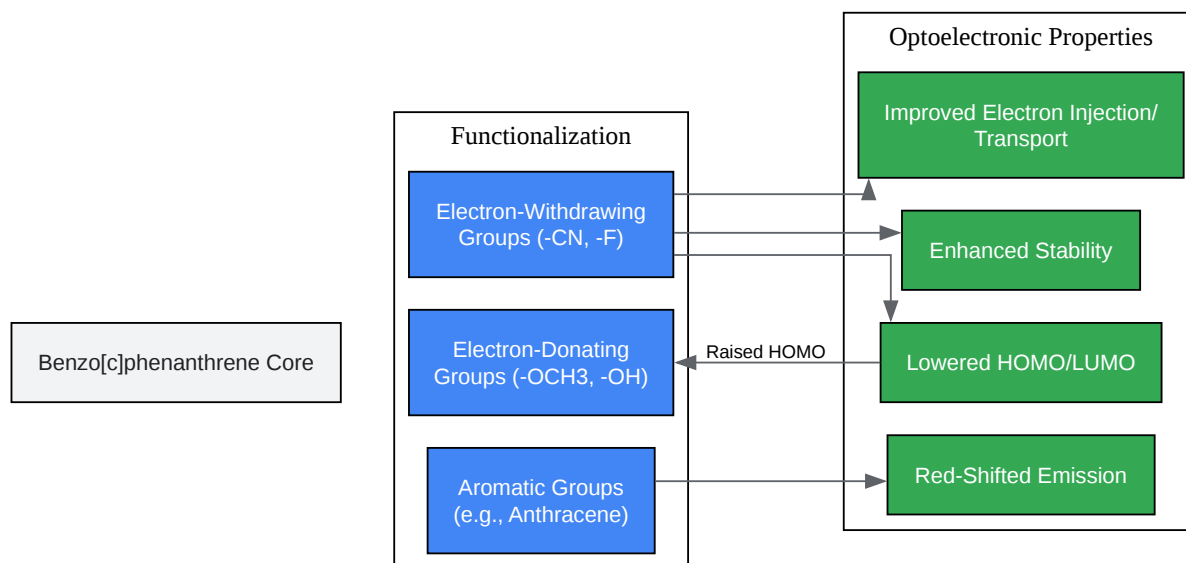 Benzo[c]phenanthrene Core
Functionalization
Electron-Withdrawing
Groups (-CN, -F)
Electron-Donating
Groups (-OCH3, -OH)
Aromatic Groups
(e.g., Anthracene)
Raised HOMO
Optoelectronic Properties
Improved Electron Injection/
Transport
Enhanced Stability
Lowered HOMO/LUMO
Red-Shifted Emission